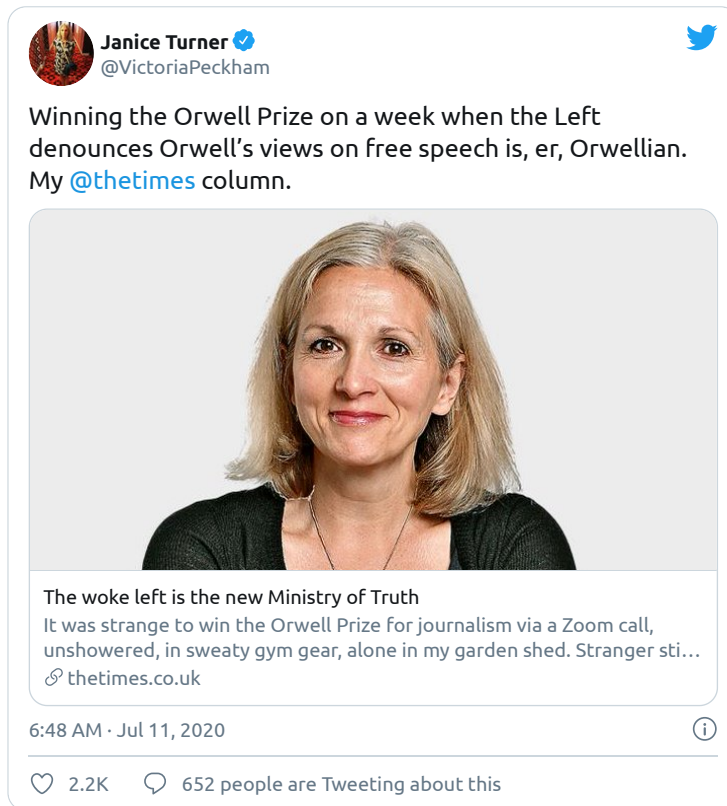 Janice Turner
@VictoriaPeckham
Winning the Orwell Prize on a week when the Left
denounces Orwell’s views on free speech is, er, Orwellian.
My @thetimes column.
The woke left is the new Ministry of Truth
It was strange to win the Orwell Prize for journalism via a Zoom call,
unshowered, in sweaty gym gear, alone in my garden shed. Stranger sti…
thetimes.co.uk
6:48 AM · Jul 11, 2020
2.2K
652 people are Tweeting about this